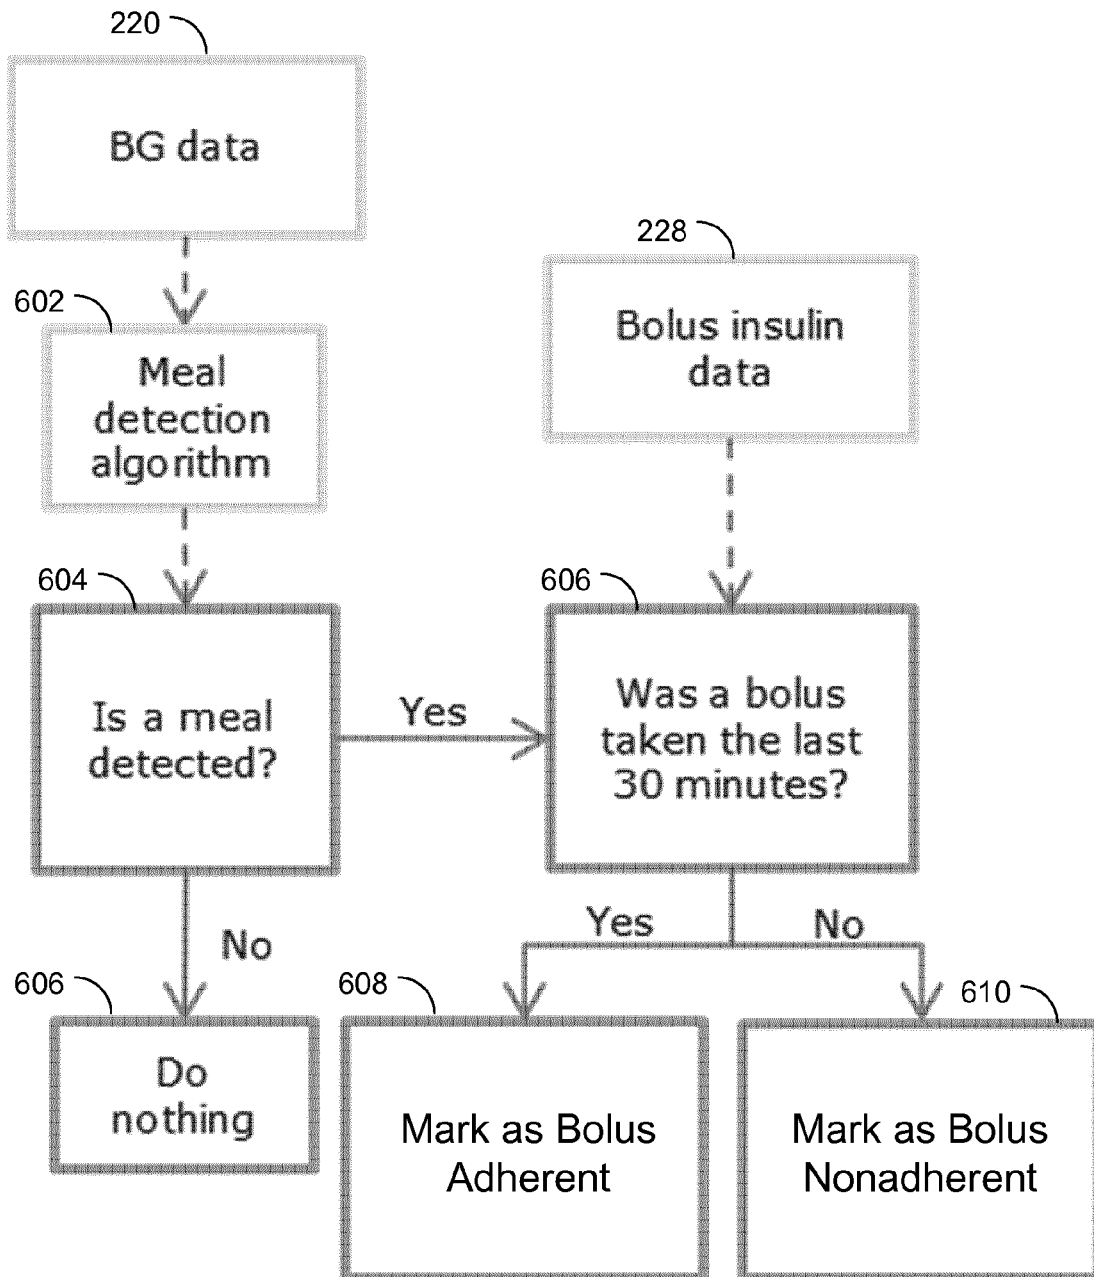 220
BG data
228
602
Bolus insulin
data
Meal
detection
algorithm
604
606
Is a meal
detected?
Yes
Was a bolus
taken the last
30 minutes?
No
Yes
No
606
608
610
Do
nothing
Mark as Bolus
Adherent
Mark as Bolus
Nonadherent